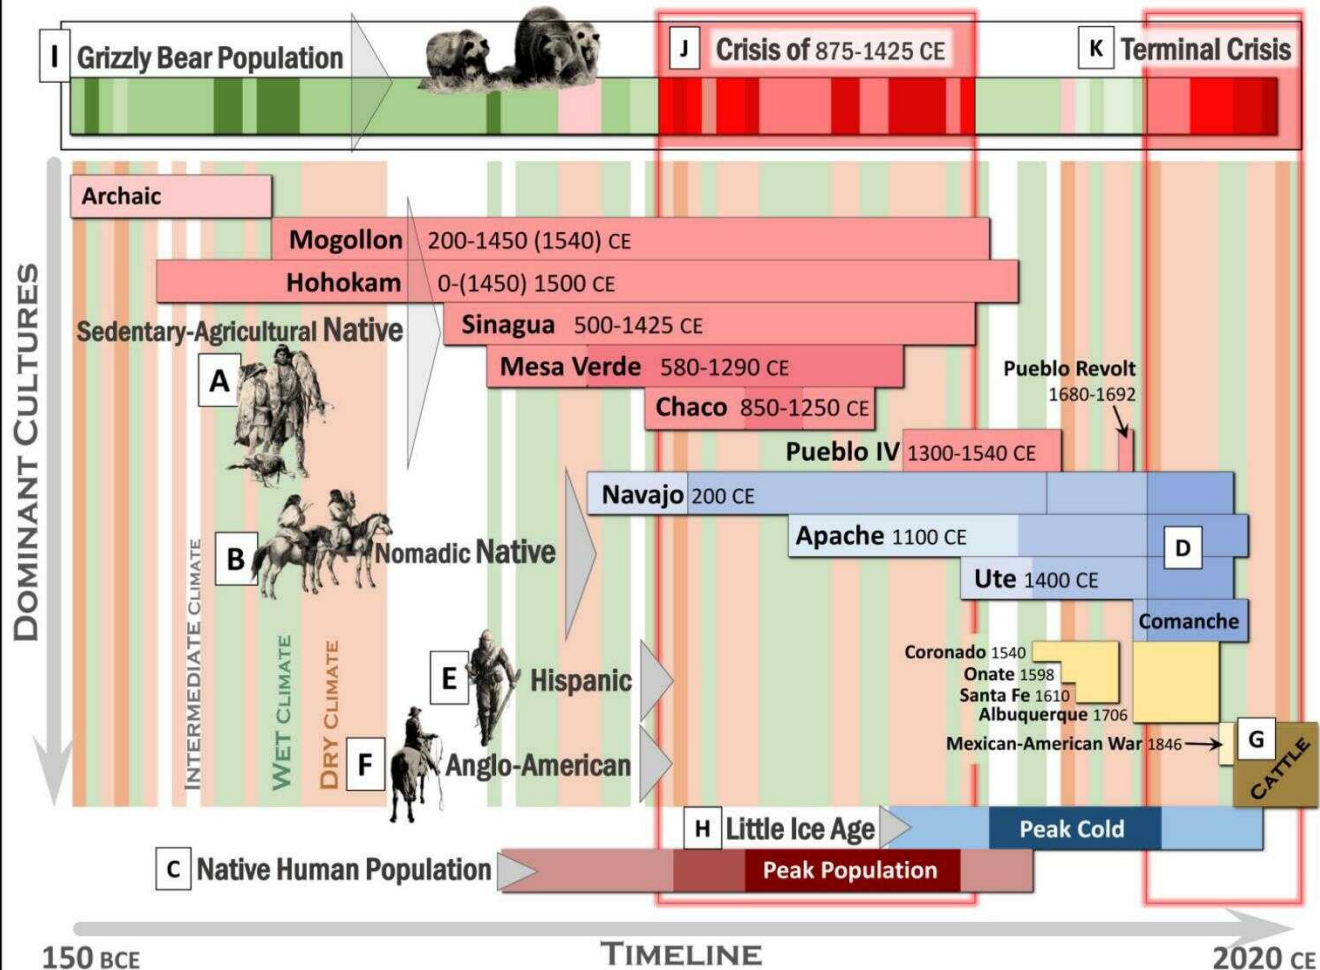 I Grizzly Bear Population
J Crisis of 875-1425 CE
K Terminal Crisis
DOMINANT CULTURES
Archaic
Mogollon 200-1450 (1540) CE
Hohokam 0-(1450) 1500 CE
Sedentary-Agricultural Native
Sinagua 500-1425 CE
A
Mesa Verde 580-1290 CE
Pueblo Revolt
1680-1692
Chaco 850-1250 CE
Pueblo IV 1300-1540 CE
Navajo 200 CE
B Nomadic Native
Apache 1100 CE
D
Ute 1400 CE
Comanche
INTERMEDIATE CLIMATE
WET CLIMATE
DRY CLIMATE
E Hispanic
Coronado 1540
Onate 1598
Santa Fe 1610
Albuquerque 1706
F Anglo-American
Mexican-American War 1846
G
CATTLE
H Little Ice Age
Peak Cold
C Native Human Population
Peak Population
150 BCE
TIMELINE
2020 CE